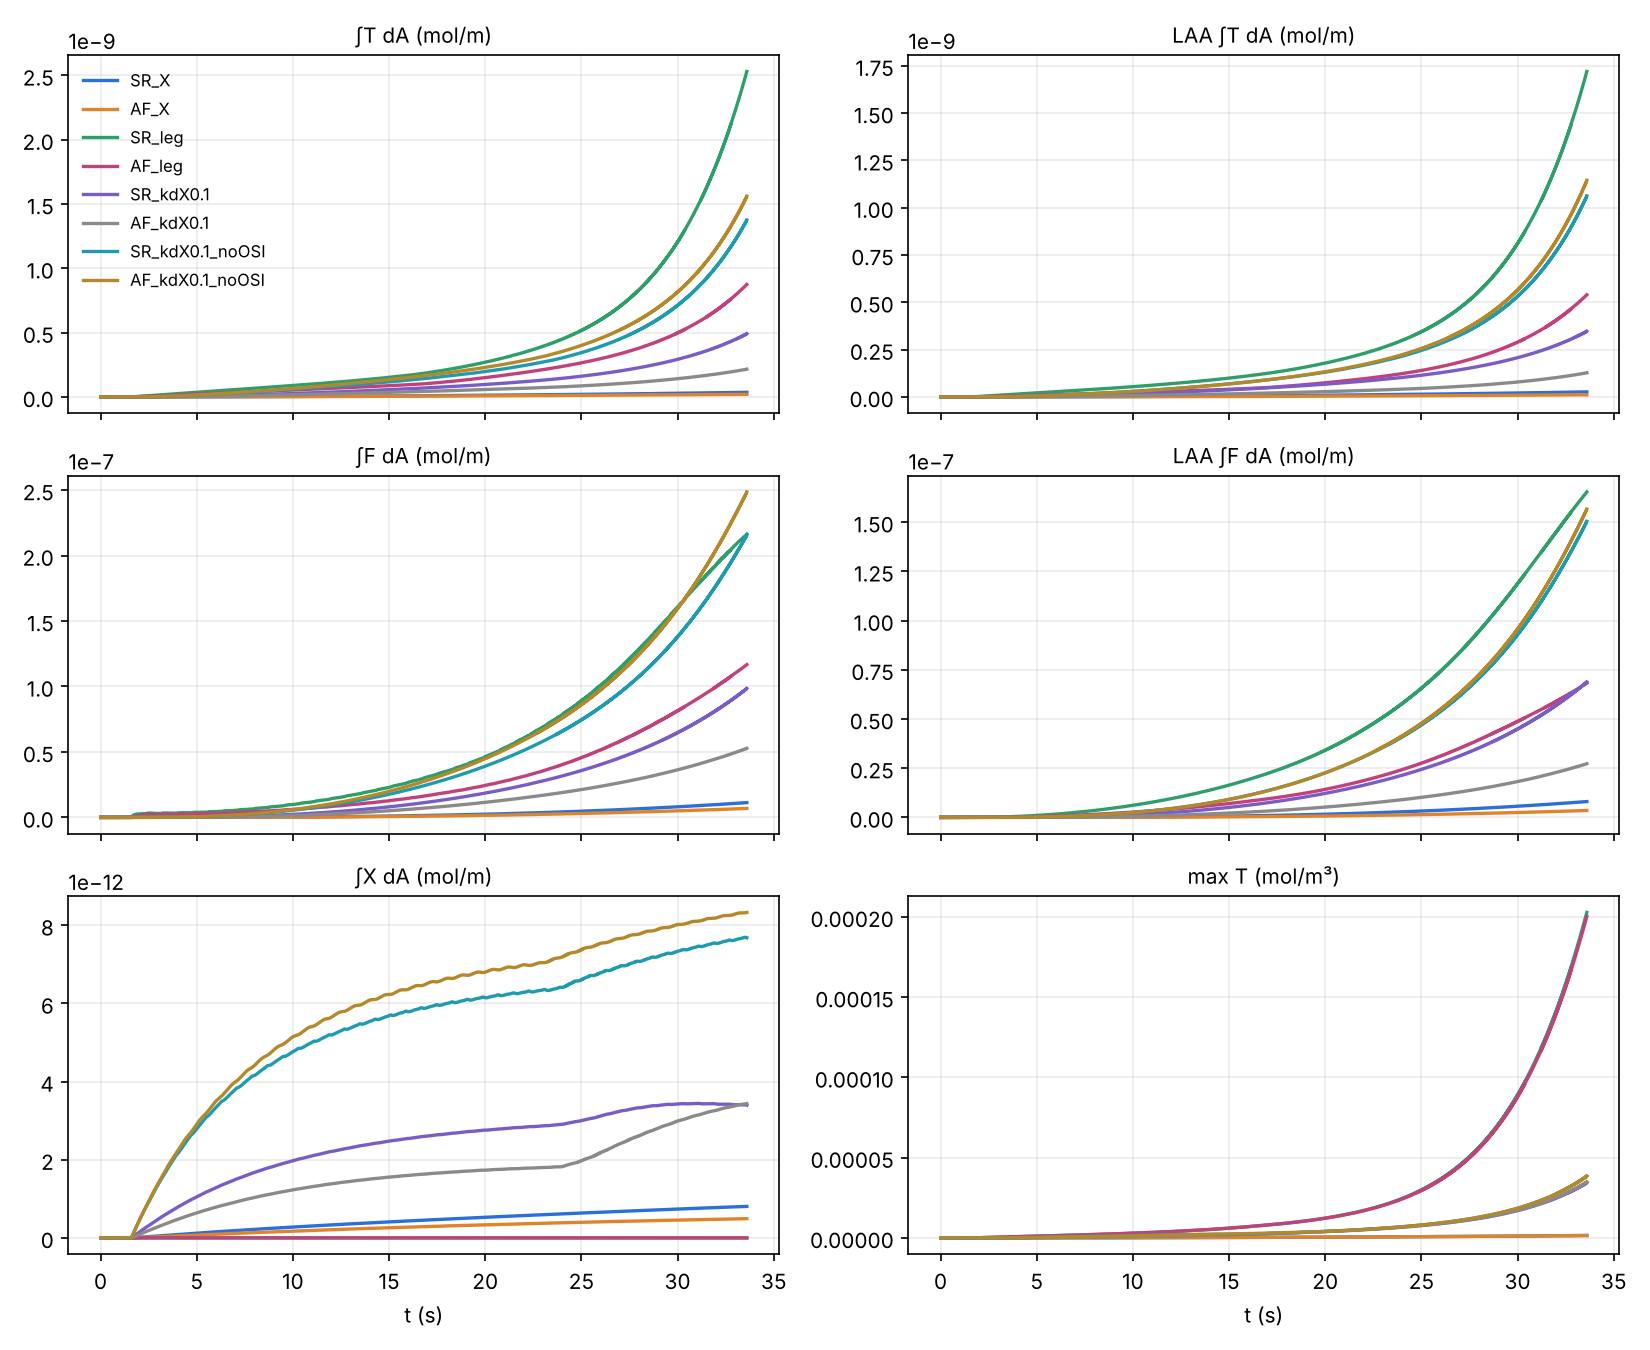 ∫T dA (mol/m)
1e−9
2.5
2.0
1.5
1.0
0.5
0.0
SR_X
AF_X
SR_leg
AF_leg
SR_kdX0.1
AF_kdX0.1
SR_kdX0.1_noOSI
AF_kdX0.1_noOSI
LAA ∫T dA (mol/m)
1e−9
1.75
1.50
1.25
1.00
0.75
0.50
0.25
0.00
∫F dA (mol/m)
1e−7
2.5
2.0
1.5
1.0
0.5
0.0
LAA ∫F dA (mol/m)
1e−7
1.50
1.25
1.00
0.75
0.50
0.25
0.00
∫X dA (mol/m)
1e−12
8
6
4
2
0
0 5 10 15 20 25 30 35
t (s)
max T (mol/m³)
0.00020
0.00015
0.00010
0.00005
0.00000
0 5 10 15 20 25 30 35
t (s)